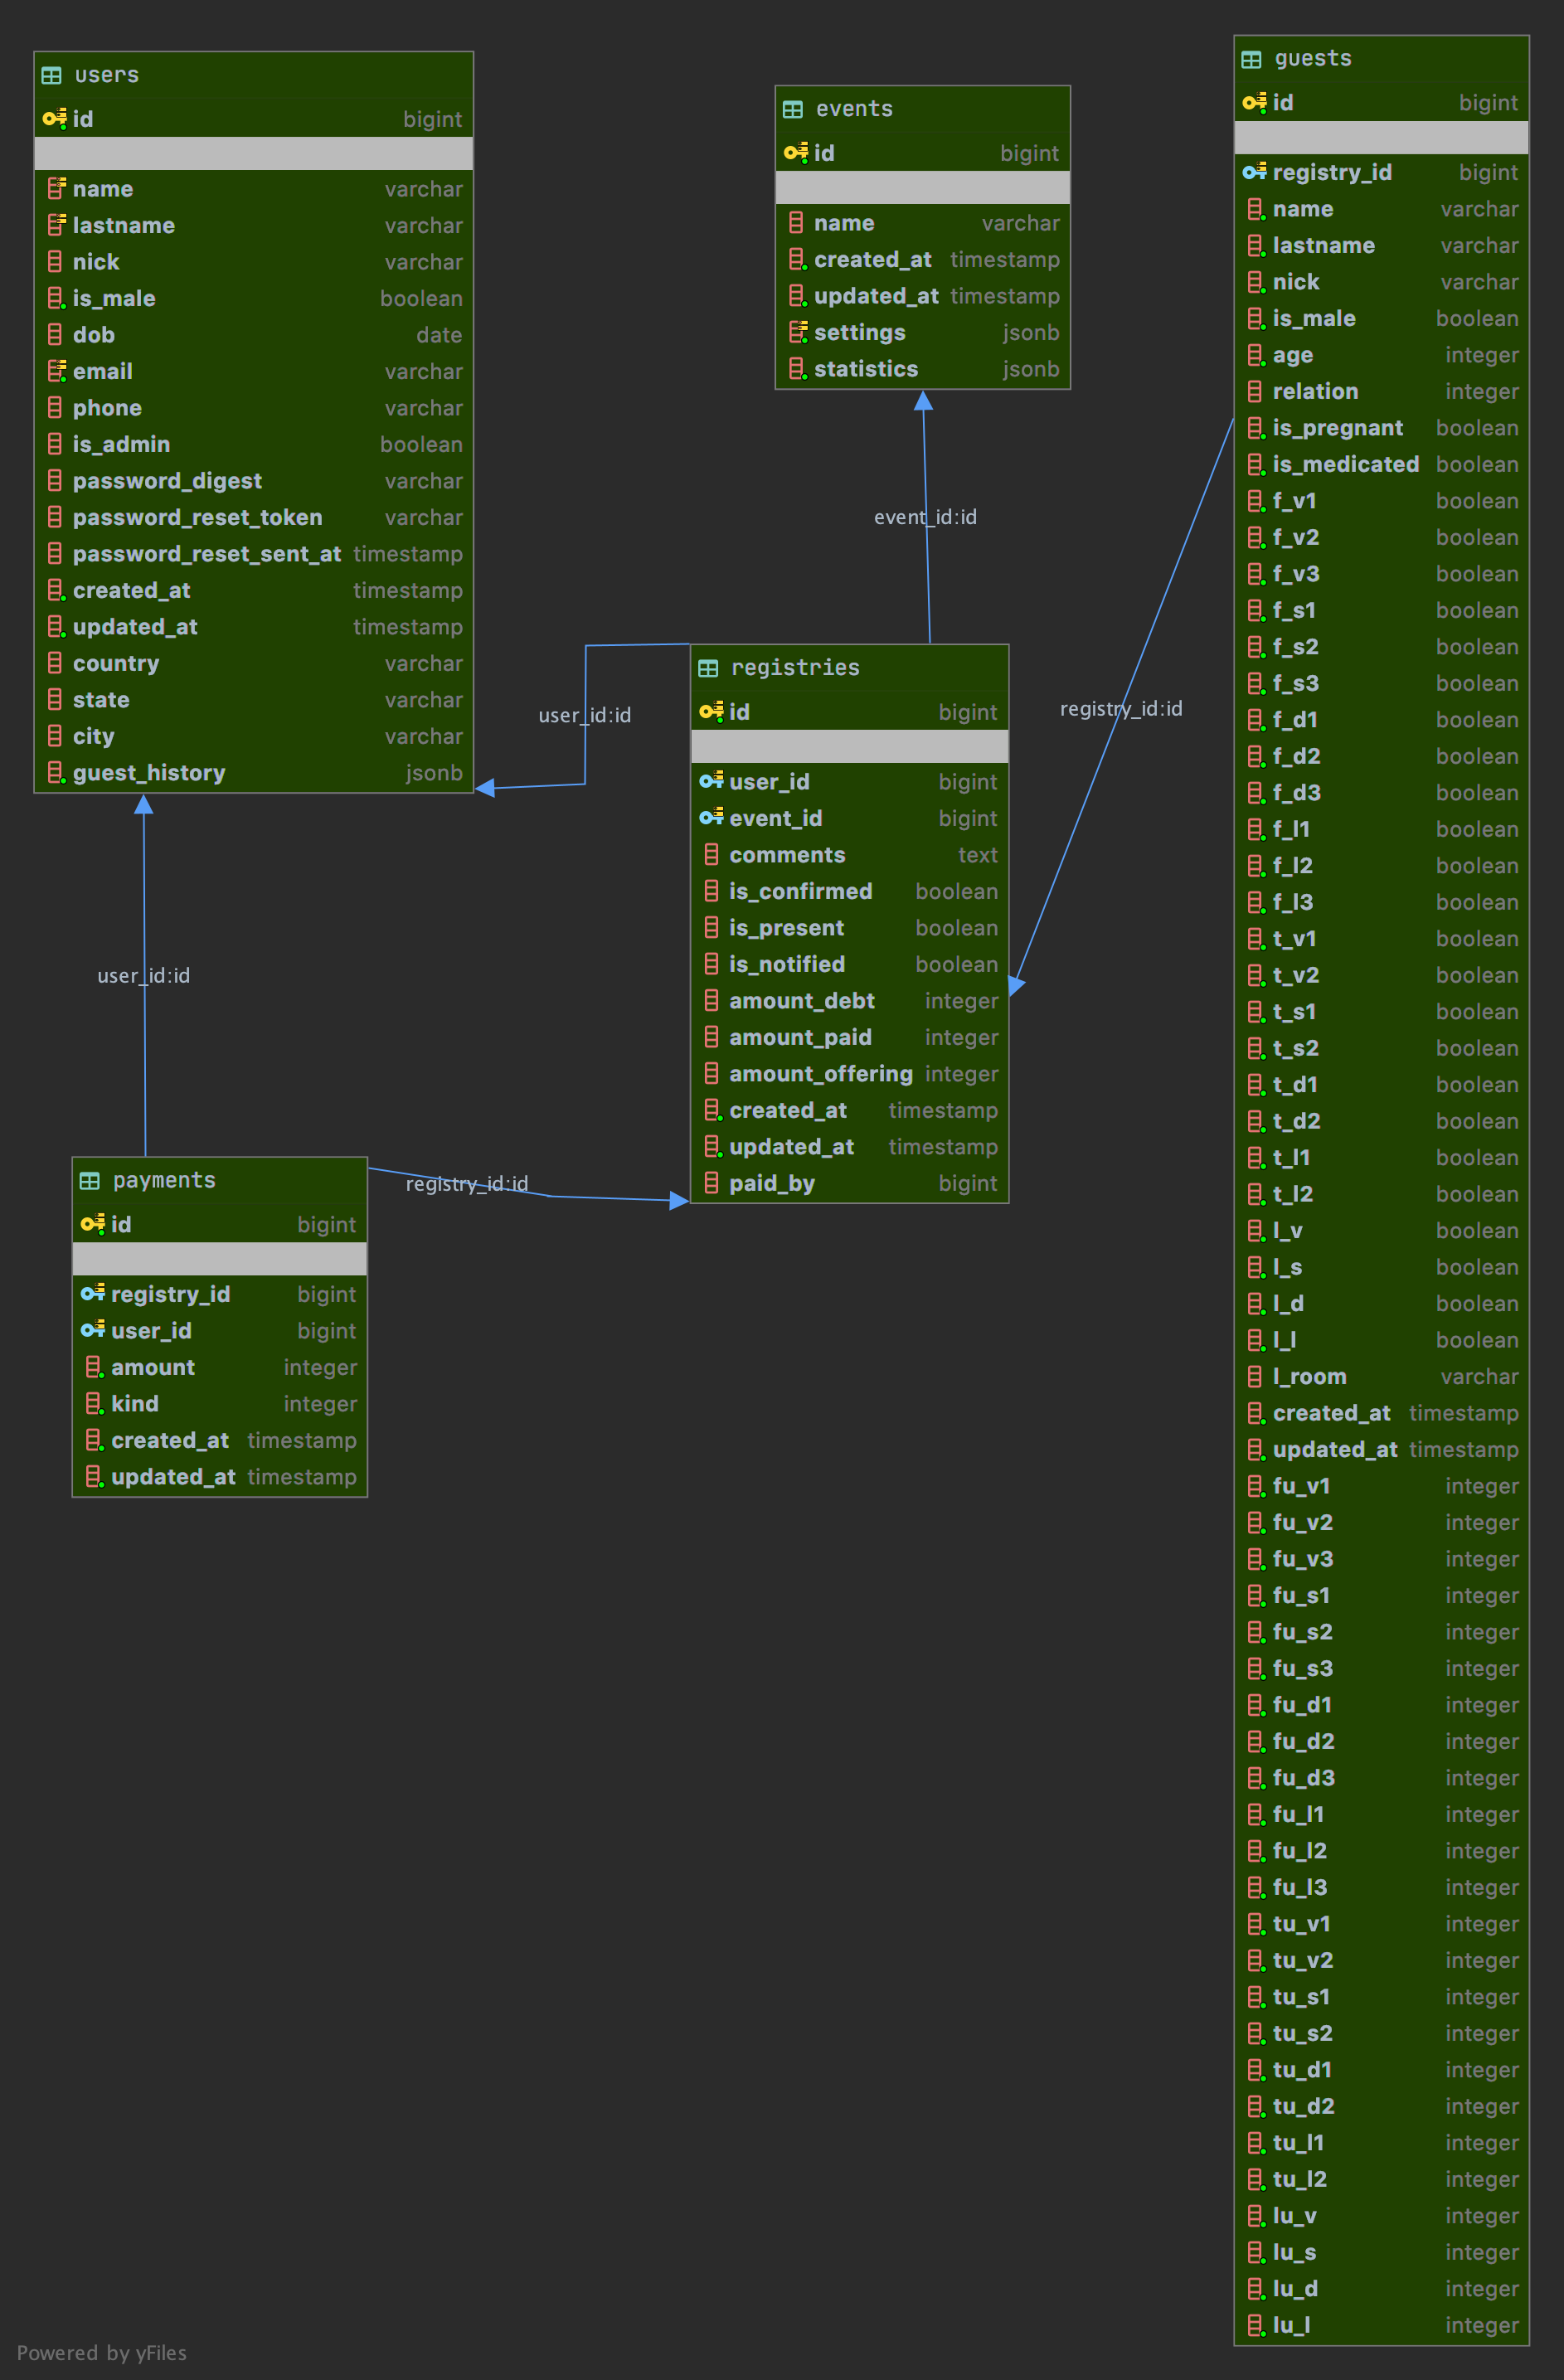 users
id bigint
name varchar
lastname varchar
nick varchar
is_male boolean
dob date
email varchar
phone varchar
is_admin boolean
password_digest varchar
password_reset_token varchar
password_reset_sent_at timestamp
created_at timestamp
updated_at timestamp
country varchar
state varchar
city varchar
guest_history jsonb
events
id bigint
name varchar
created_at timestamp
updated_at timestamp
settings jsonb
statistics jsonb
event_id:id
user_id:id
registry_id:id
registries
id bigint
user_id bigint
event_id bigint
comments text
is_confirmed boolean
is_present boolean
is_notified boolean
amount_debt integer
amount_paid integer
amount_offering integer
created_at timestamp
updated_at timestamp
paid_by bigint
user_id:id
registry_id:id
payments
id bigint
registry_id bigint
user_id bigint
amount integer
kind integer
created_at timestamp
updated_at timestamp
guests
id bigint
registry_id bigint
name varchar
lastname varchar
nick varchar
is_male boolean
age integer
relation integer
is_pregnant boolean
is_medicated boolean
f_v1 boolean
f_v2 boolean
f_v3 boolean
f_s1 boolean
f_s2 boolean
f_s3 boolean
f_d1 boolean
f_d2 boolean
f_d3 boolean
f_l1 boolean
f_l2 boolean
f_l3 boolean
t_v1 boolean
t_v2 boolean
t_s1 boolean
t_s2 boolean
t_d1 boolean
t_d2 boolean
t_l1 boolean
t_l2 boolean
l_v boolean
l_s boolean
l_d boolean
l_l boolean
l_room varchar
created_at timestamp
updated_at timestamp
fu_v1 integer
fu_v2 integer
fu_v3 integer
fu_s1 integer
fu_s2 integer
fu_s3 integer
fu_d1 integer
fu_d2 integer
fu_d3 integer
fu_l1 integer
fu_l2 integer
fu_l3 integer
tu_v1 integer
tu_v2 integer
tu_s1 integer
tu_s2 integer
tu_d1 integer
tu_d2 integer
tu_l1 integer
tu_l2 integer
lu_v integer
lu_s integer
lu_d integer
lu_l integer
Powered by yFiles